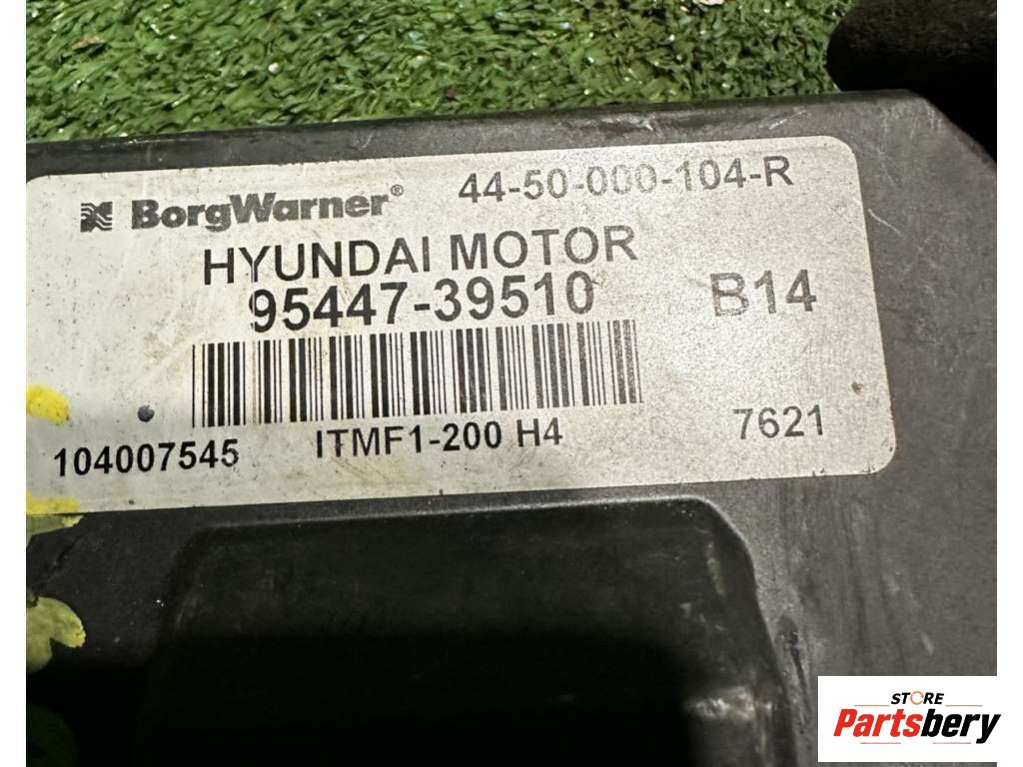 BorgWarner® 44-50-000-104-R
HYUNDAI MOTOR
95447-39510 B14
104007545 ITMF1-200 H4 7621
STORE
Partsbery